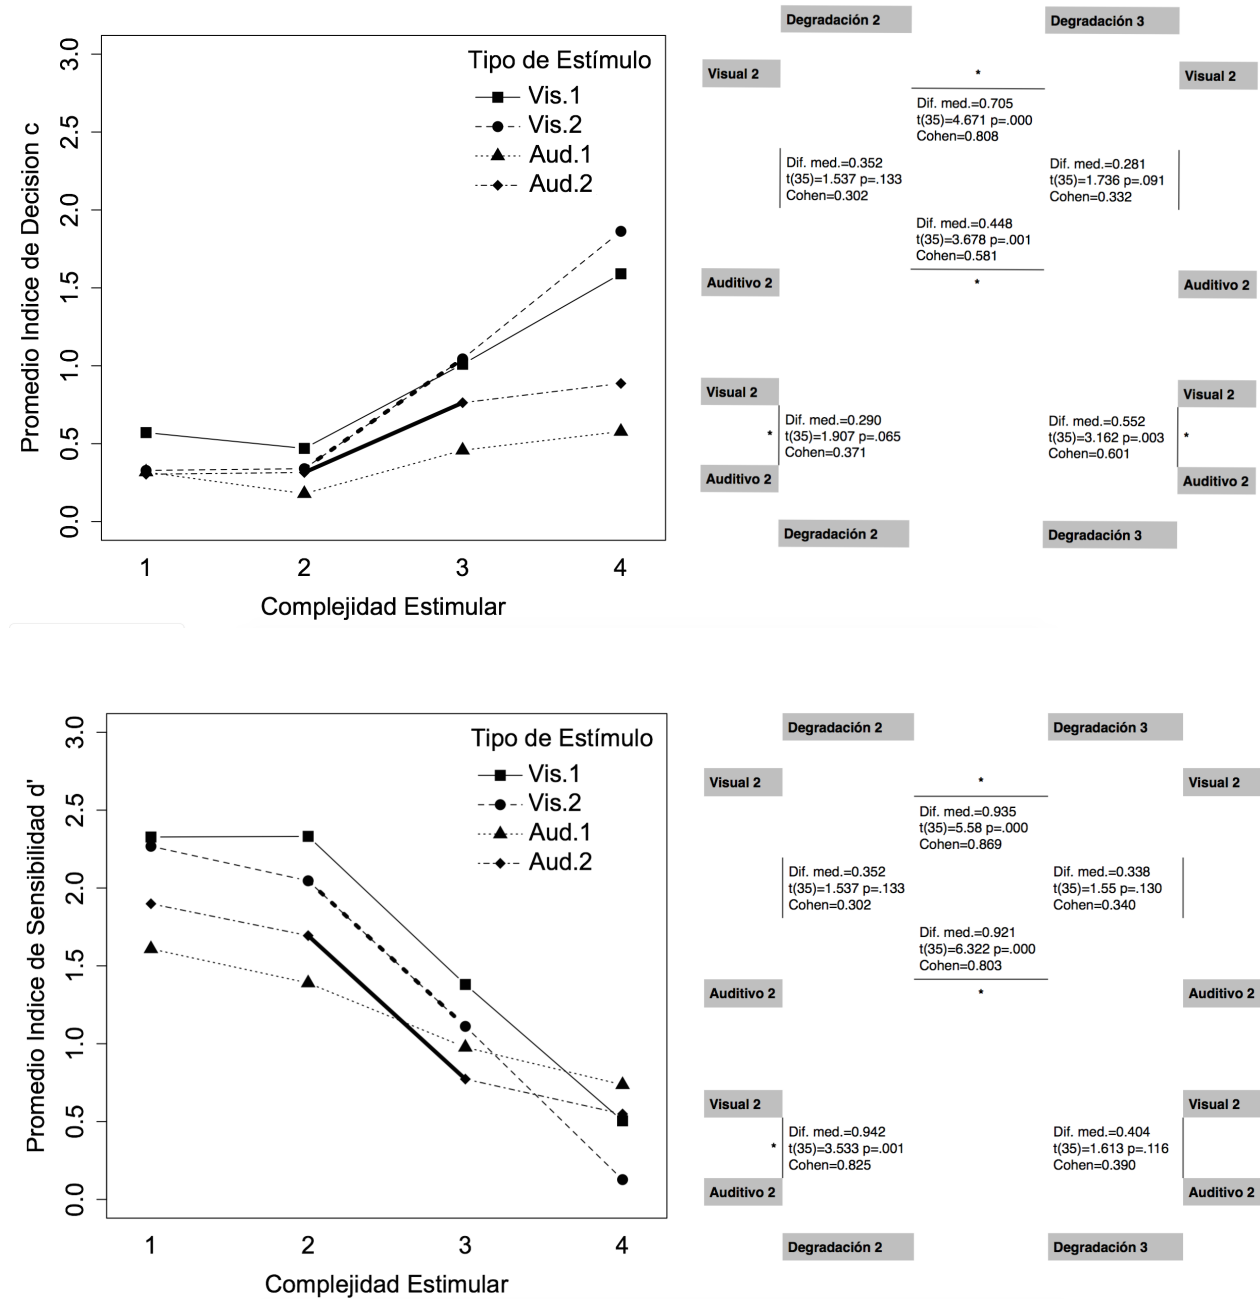 Promedio Indice de Decision c
3.0
2.5
2.0
1.5
1.0
0.5
0.0
Tipo de Estímulo
Vis.1
Vis.2
Aud.1
Aud.2
1 2 3 4
Complejidad Estimular
Degradación 2 Degradación 3
Visual 2 * Visual 2
Dif. med.=0.705
t(35)=4.671 p=.000
Cohen=0.808
Dif. med.=0.352
t(35)=1.537 p=.133
Cohen=0.302
Dif. med.=0.281
t(35)=1.736 p=.091
Cohen=0.332
Dif. med.=0.448
t(35)=3.678 p=.001
Cohen=0.581
Auditivo 2 * Auditivo 2
Visual 2 Visual 2
*
Dif. med.=0.290
t(35)=1.907 p=.065
Cohen=0.371
Dif. med.=0.552
t(35)=3.162 p=.003
Cohen=0.601
*
Auditivo 2 Auditivo 2
Degradación 2 Degradación 3
Promedio Indice de Sensibilidad d'
3.0
2.5
2.0
1.5
1.0
0.5
0.0
Tipo de Estímulo
Vis.1
Vis.2
Aud.1
Aud.2
1 2 3 4
Complejidad Estimular
Degradación 2 Degradación 3
Visual 2 * Visual 2
Dif. med.=0.935
t(35)=5.58 p=.000
Cohen=0.869
Dif. med.=0.352
t(35)=1.537 p=.133
Cohen=0.302
Dif. med.=0.338
t(35)=1.55 p=.130
Cohen=0.340
Dif. med.=0.921
t(35)=6.322 p=.000
Cohen=0.803
Auditivo 2 * Auditivo 2
Visual 2 Visual 2
*
Dif. med.=0.942
t(35)=3.533 p=.001
Cohen=0.825
Dif. med.=0.404
t(35)=1.613 p=.116
Cohen=0.390
Auditivo 2 Auditivo 2
Degradación 2 Degradación 3